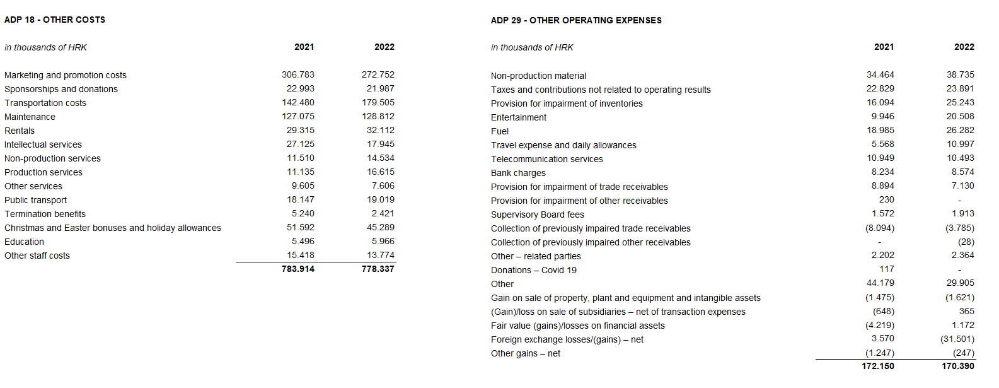 ADP 18 - OTHER COSTS
in thousands of HRK 2021 2022
Marketing and promotion costs 306.783 272.752
Sponsorships and donations 22.993 21.987
Transportation costs 142.480 179.505
Maintenance 127.075 128.812
Rentals 29.315 32.112
Intellectual services 27.125 17.945
Non-production services 11.510 14.534
Production services 11.135 16.615
Other services 9.605 7.606
Public transport 18.147 19.019
Termination benefits 5.240 2.421
Christmas and Easter bonuses and holiday allowances 51.592 45.289
Education 5.496 5.966
Other staff costs 15.418 13.774
783.914 778.337
ADP 29 - OTHER OPERATING EXPENSES
in thousands of HRK 2021 2022
Non-production material 34.464 38.735
Taxes and contributions not related to operating results 22.829 23.891
Provision for impairment of inventories 16.094 25.243
Entertainment 9.946 20.508
Fuel 18.985 26.282
Travel expense and daily allowances 5.568 10.997
Telecommunication services 10.949 10.493
Bank charges 8.234 8.574
Provision for impairment of trade receivables 8.894 7.130
Provision for impairment of other receivables 230 -
Supervisory Board fees 1.572 1.913
Collection of previously impaired trade receivables (8.094) (3.785)
Collection of previously impaired other receivables - (28)
Other – related parties 2.202 2.364
Donations – Covid 19 117 -
Other 44.179 29.905
Gain on sale of property, plant and equipment and intangible assets (1.475) (1.621)
(Gain)/loss on sale of subsidiaries – net of transaction expenses (648) 365
Fair value (gains)/losses on financial assets (4.219) 1.172
Foreign exchange losses/(gains) – net 3.570 (31.501)
Other gains – net (1.247) (247)
172.150 170.390